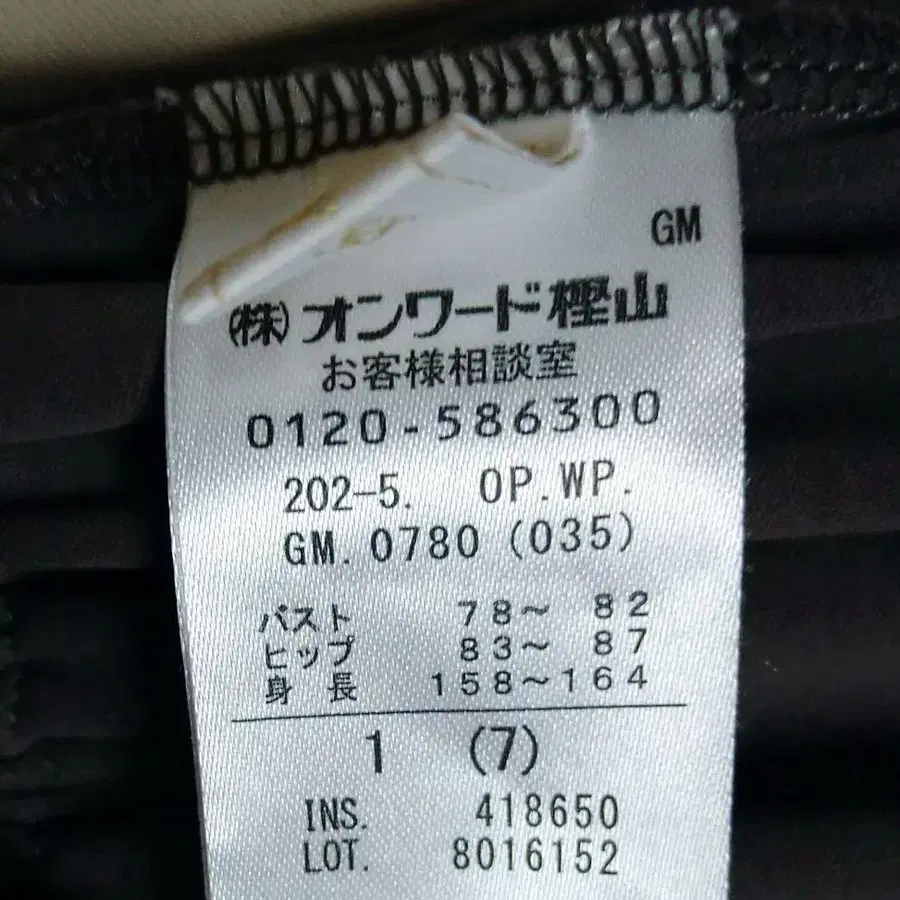 GM
(株)オンワード樫山
お客様相談室
0120-586300
202-5. OP.WP.
GM. 0780 (035)
バスト 78〜 82
ヒップ 83〜 87
身 長 158〜164
1 (7)
INS. 418650
LOT. 8016152